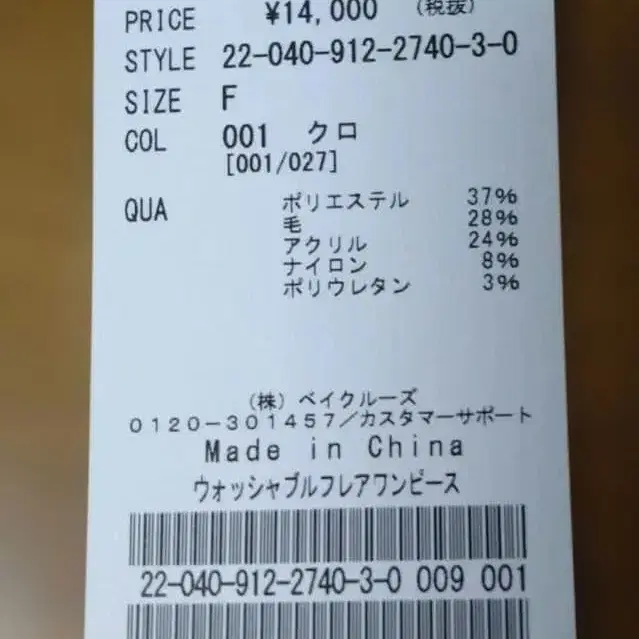 PRICE ¥14,000 (税抜)
STYLE 22-040-912-2740-3-0
SIZE F
COL 001 クロ
[001/027]
QUA ポリエステル 37%
毛 28%
アクリル 24%
ナイロン 8%
ポリウレタン 3%
(株)ベイクルーズ
0120-301457/カスタマーサポート
Made in China
ウォッシャブルフレアワンピース
22-040-912-2740-3-0 009 001